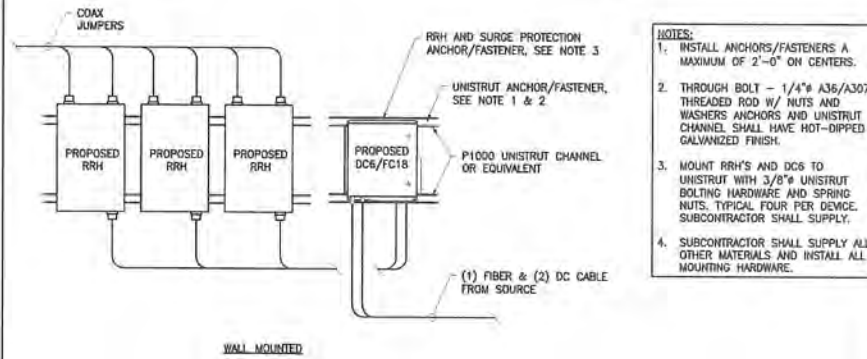 COAX
JUMPERS
RRH AND SURGE PROTECTION
ANCHOR/FASTENER, SEE NOTE 3
UNISTRUT ANCHOR/FASTENER,
SEE NOTE 1 & 2
PROPOSED
RRH
PROPOSED
RRH
PROPOSED
RRH
PROPOSED
DC6/FC18
P1000 UNISTRUT CHANNEL
OR EQUIVALENT
(1) FIBER & (2) DC CABLE
FROM SOURCE
WALL MOUNTED
NOTES:
1. INSTALL ANCHORS/FASTENERS A
MAXIMUM OF 2'-0" ON CENTERS.
2. THROUGH BOLT - 1/4"ø A36/A307
THREADED ROD W/ NUTS AND
WASHERS ANCHORS AND UNISTRUT
CHANNEL SHALL HAVE HOT-DIPPED
GALVANIZED FINISH.
3. MOUNT RRH'S AND DC6 TO
UNISTRUT WITH 3/8"ø UNISTRUT
BOLTING HARDWARE AND SPRING
NUTS. TYPICAL FOUR PER DEVICE.
SUBCONTRACTOR SHALL SUPPLY.
4. SUBCONTRACTOR SHALL SUPPLY ALL
OTHER MATERIALS AND INSTALL ALL
MOUNTING HARDWARE.